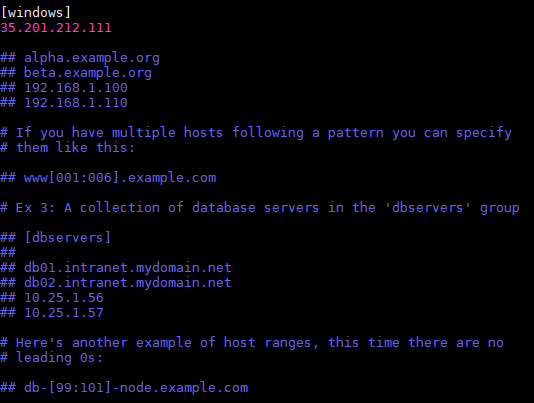 [windows]
35.201.212.111
## alpha.example.org
## beta.example.org
## 192.168.1.100
## 192.168.1.110
# If you have multiple hosts following a pattern you can specify
# them like this:
## www[001:006].example.com
# Ex 3: A collection of database servers in the 'dbservers' group
## [dbservers]
##
## db01.intranet.mydomain.net
## db02.intranet.mydomain.net
## 10.25.1.56
## 10.25.1.57
# Here's another example of host ranges, this time there are no
# leading 0s:
## db-[99:101]-node.example.com